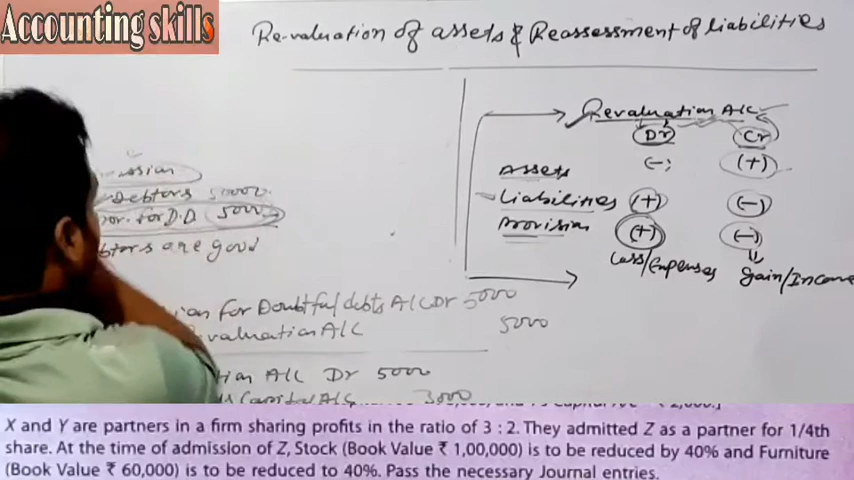 Accounting skills
Re-valuation of assets & Reassessment of liabilities
Revaluation A/C
Dr Cr
Assets (-) (+)
Liabilities (+) (-)
Provision (+) (-)
Loss/Expenses Gain/Income
Debtors 50000
for D.D 5000
are good
for Doubtful debts A/C Dr 5000
Revaluation A/C 5000
A/C Dr 5000
Capital A/C 3000
X and Y are partners in a firm sharing profits in the ratio of 3 : 2. They admitted Z as a partner for 1/4th
share. At the time of admission of Z, Stock (Book Value ₹ 1,00,000) is to be reduced by 40% and Furniture
(Book Value ₹ 60,000) is to be reduced to 40%. Pass the necessary Journal entries.